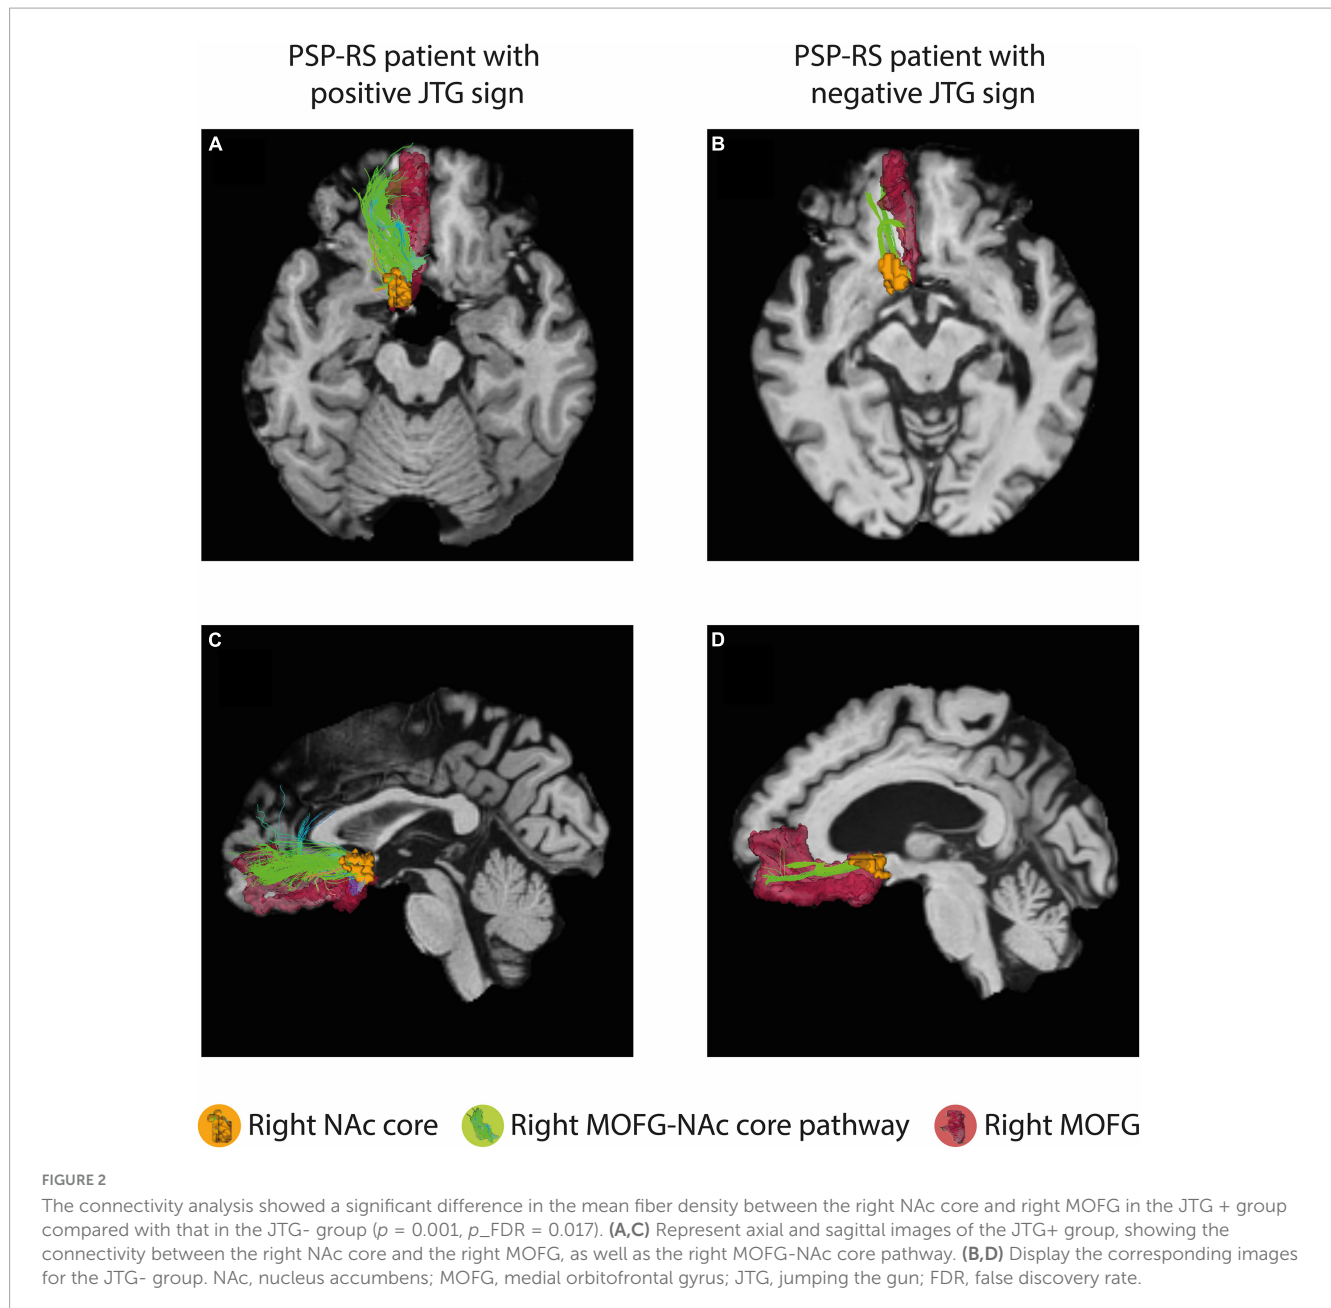 PSP-RS patient with
positive JTG sign
PSP-RS patient with
negative JTG sign
A
B
C
D
Right NAc core
Right MOFG-NAc core pathway
Right MOFG
FIGURE 2
The connectivity analysis showed a significant difference in the mean fiber density between the right NAc core and right MOFG in the JTG + group
compared with that in the JTG- group (p = 0.001, p_FDR = 0.017). (A,C) Represent axial and sagittal images of the JTG+ group, showing the
connectivity between the right NAc core and the right MOFG, as well as the right MOFG-NAc core pathway. (B,D) Display the corresponding images
for the JTG- group. NAc, nucleus accumbens; MOFG, medial orbitofrontal gyrus; JTG, jumping the gun; FDR, false discovery rate.